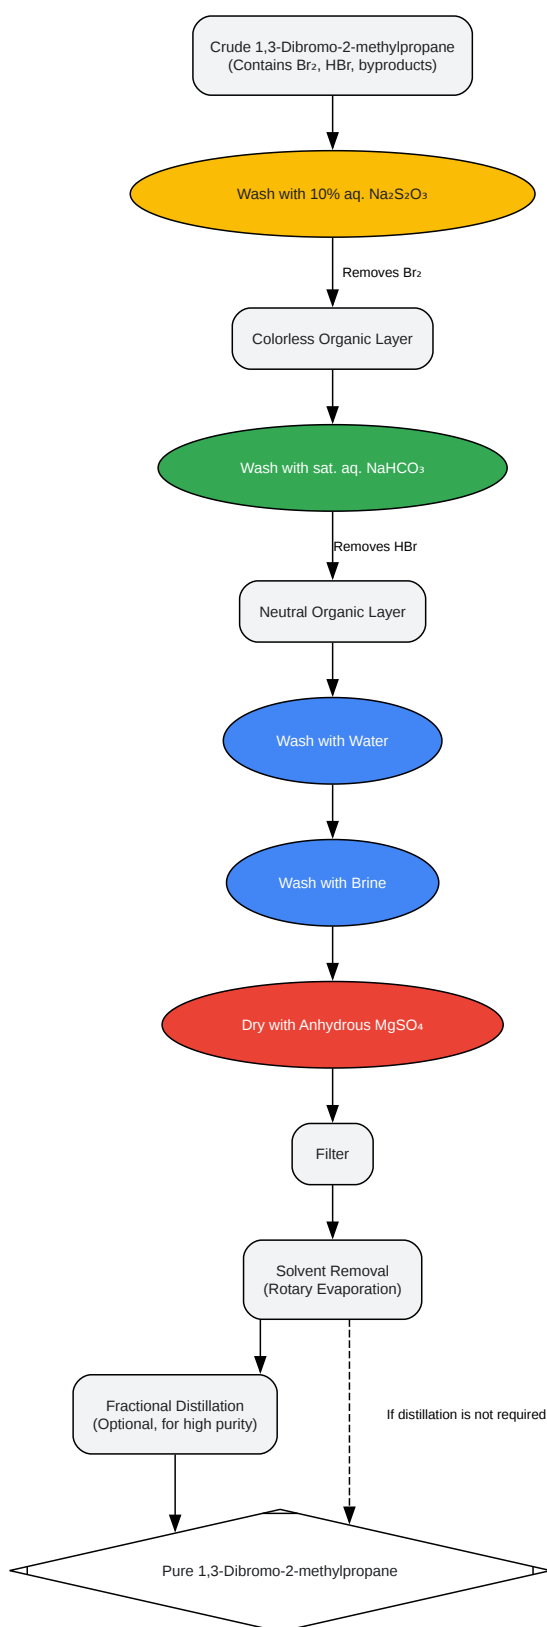 Crude 1,3-Dibromo-2-methylpropane
(Contains Br₂, HBr, byproducts)
Wash with 10% aq. Na₂S₂O₃
Removes Br₂
Colorless Organic Layer
Wash with sat. aq. NaHCO₃
Removes HBr
Neutral Organic Layer
Wash with Water
Wash with Brine
Dry with Anhydrous MgSO₄
Filter
Solvent Removal
(Rotary Evaporation)
Fractional Distillation
(Optional, for high purity)
If distillation is not required
Pure 1,3-Dibromo-2-methylpropane